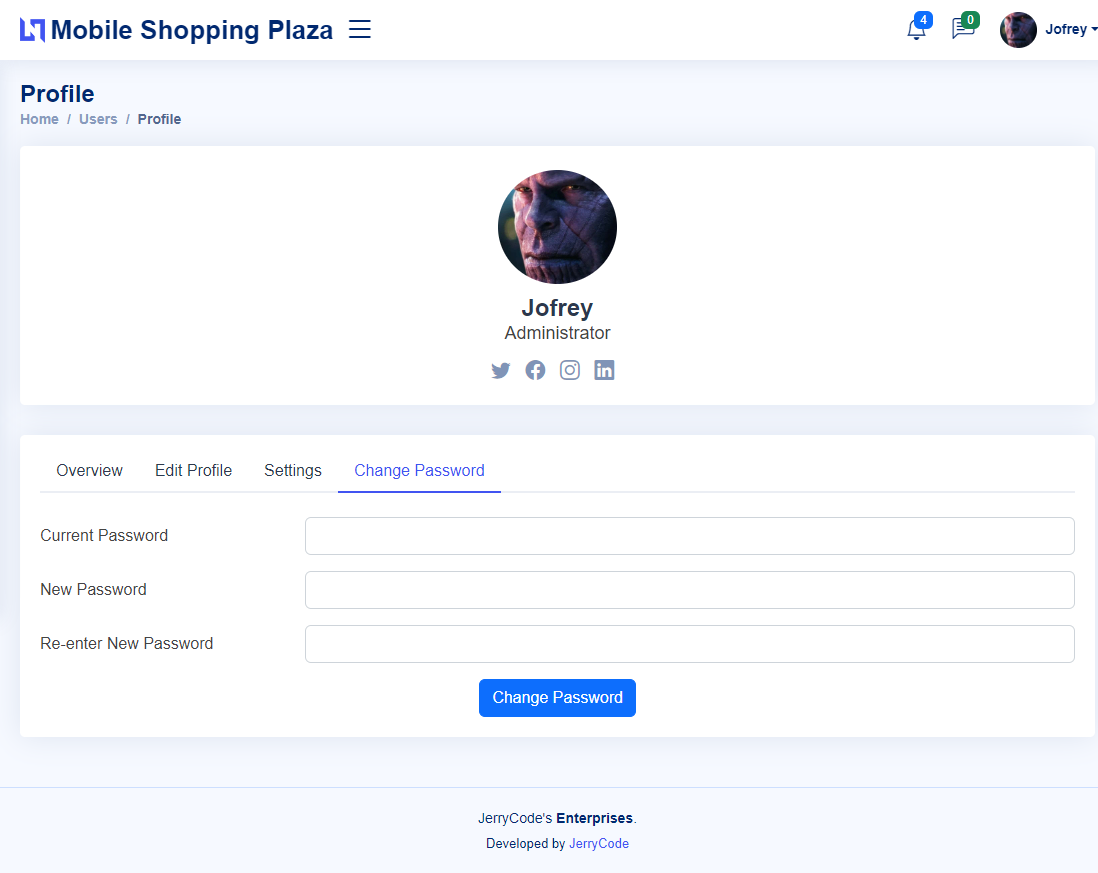 Mobile Shopping Plaza
4
0
Jofrey
Profile
Home / Users / Profile
Jofrey
Administrator
Overview
Edit Profile
Settings
Change Password
Current Password
New Password
Re-enter New Password
Change Password
JerryCode's Enterprises.
Developed by JerryCode